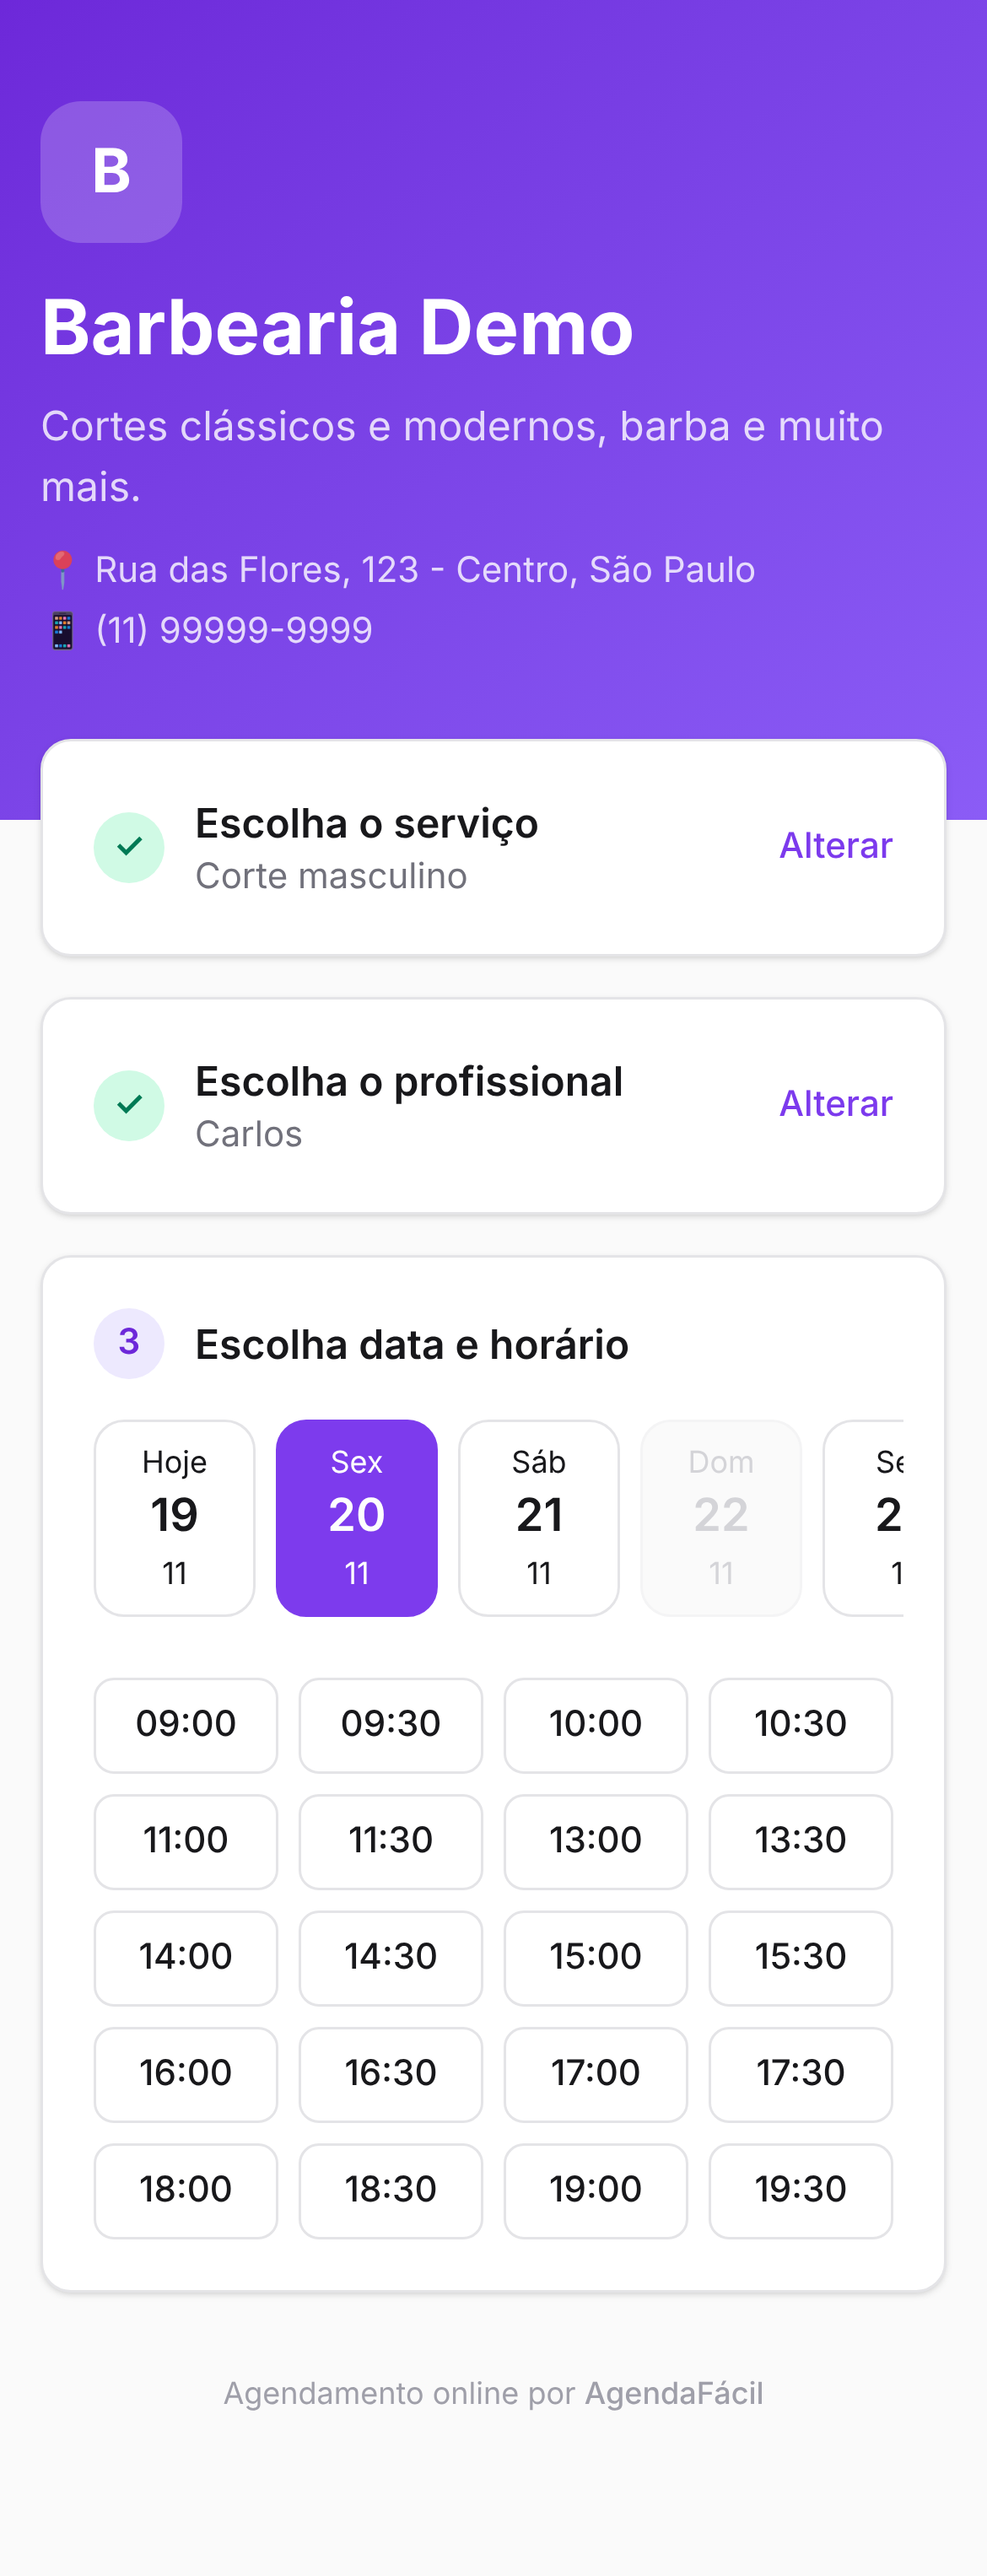 B
Barbearia Demo
Cortes clássicos e modernos, barba e muito
mais.
📍 Rua das Flores, 123 - Centro, São Paulo
📱 (11) 99999-9999
✓ Escolha o serviço
Corte masculino
Alterar
✓ Escolha o profissional
Carlos
Alterar
3 Escolha data e horário
Hoje Sex Sáb Dom
19 20 21 22
11 11 11 11
09:00 09:30 10:00 10:30
11:00 11:30 13:00 13:30
14:00 14:30 15:00 15:30
16:00 16:30 17:00 17:30
18:00 18:30 19:00 19:30
Agendamento online por AgendaFácil